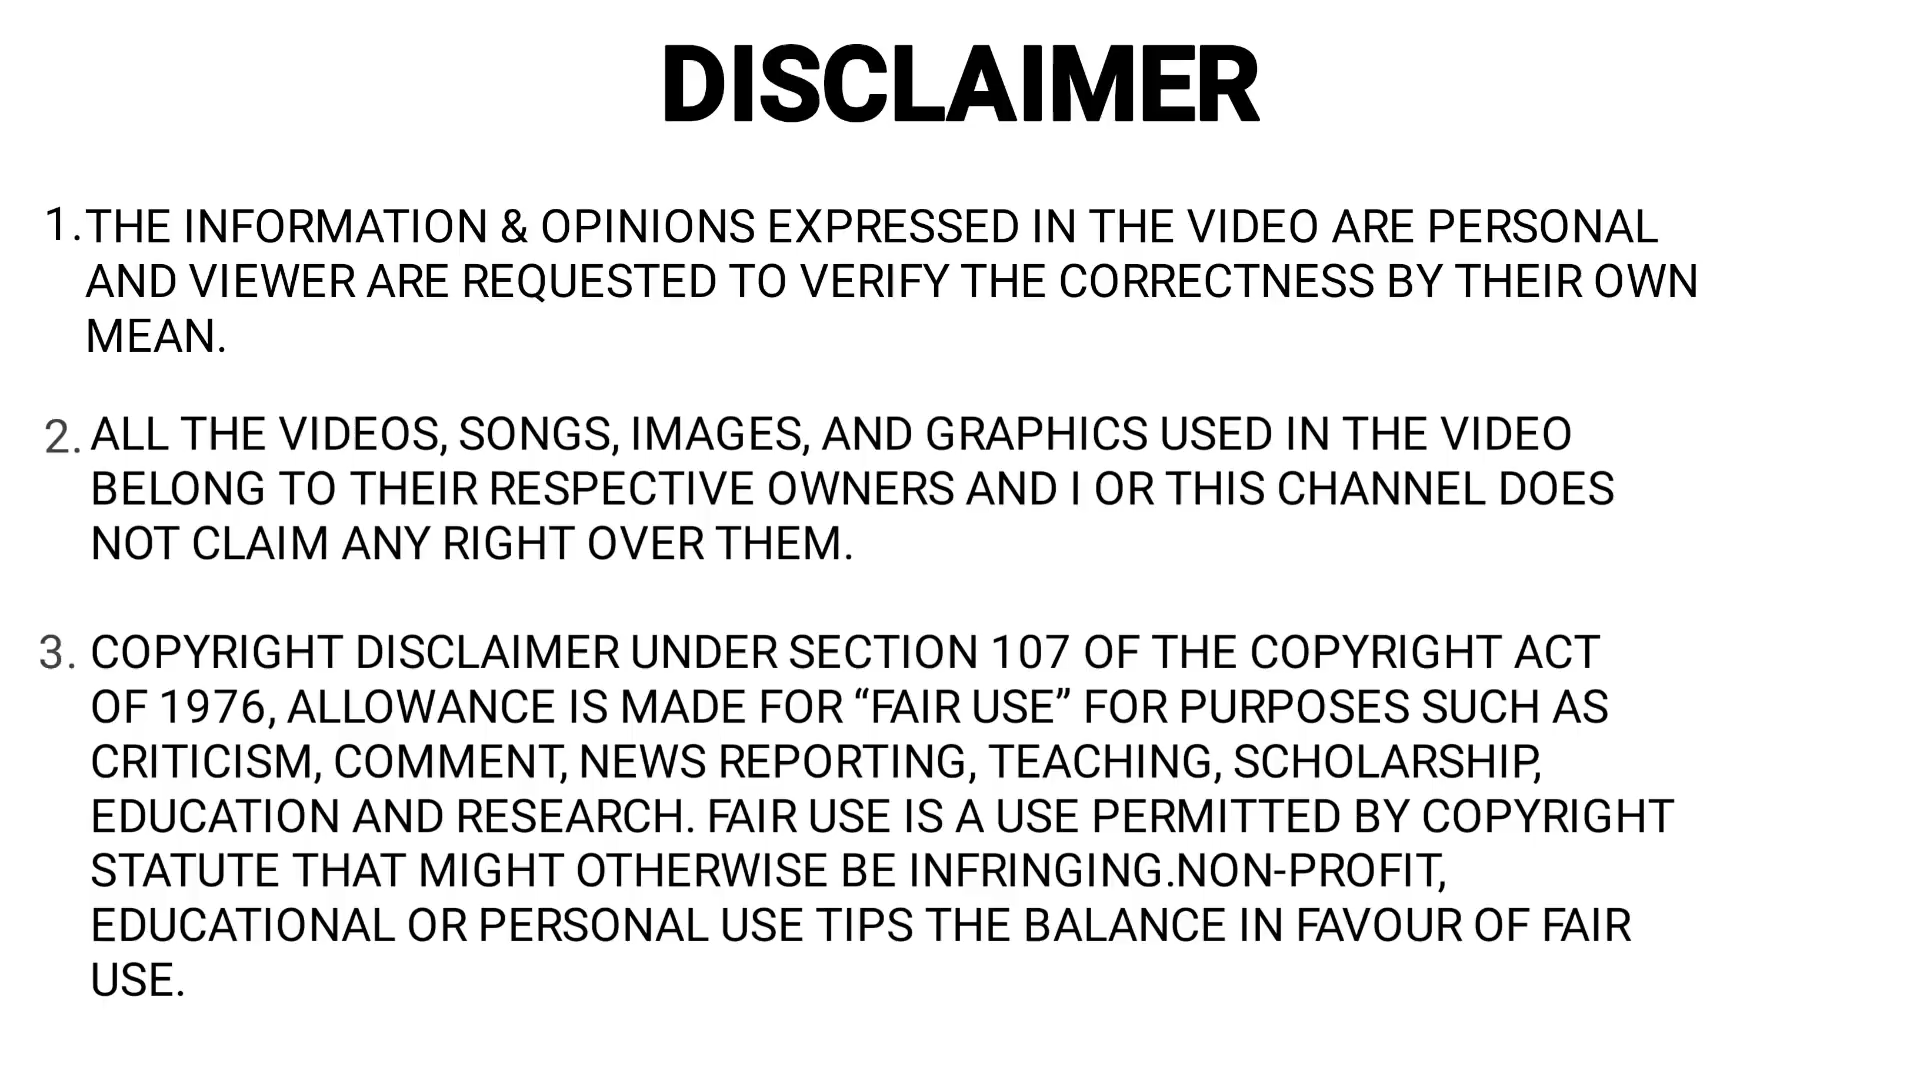 DISCLAIMER
1. THE INFORMATION & OPINIONS EXPRESSED IN THE VIDEO ARE PERSONAL
AND VIEWER ARE REQUESTED TO VERIFY THE CORRECTNESS BY THEIR OWN
MEAN.
2. ALL THE VIDEOS, SONGS, IMAGES, AND GRAPHICS USED IN THE VIDEO
BELONG TO THEIR RESPECTIVE OWNERS AND I OR THIS CHANNEL DOES
NOT CLAIM ANY RIGHT OVER THEM.
3. COPYRIGHT DISCLAIMER UNDER SECTION 107 OF THE COPYRIGHT ACT
OF 1976, ALLOWANCE IS MADE FOR “FAIR USE” FOR PURPOSES SUCH AS
CRITICISM, COMMENT, NEWS REPORTING, TEACHING, SCHOLARSHIP,
EDUCATION AND RESEARCH. FAIR USE IS A USE PERMITTED BY COPYRIGHT
STATUTE THAT MIGHT OTHERWISE BE INFRINGING.NON-PROFIT,
EDUCATIONAL OR PERSONAL USE TIPS THE BALANCE IN FAVOUR OF FAIR
USE.